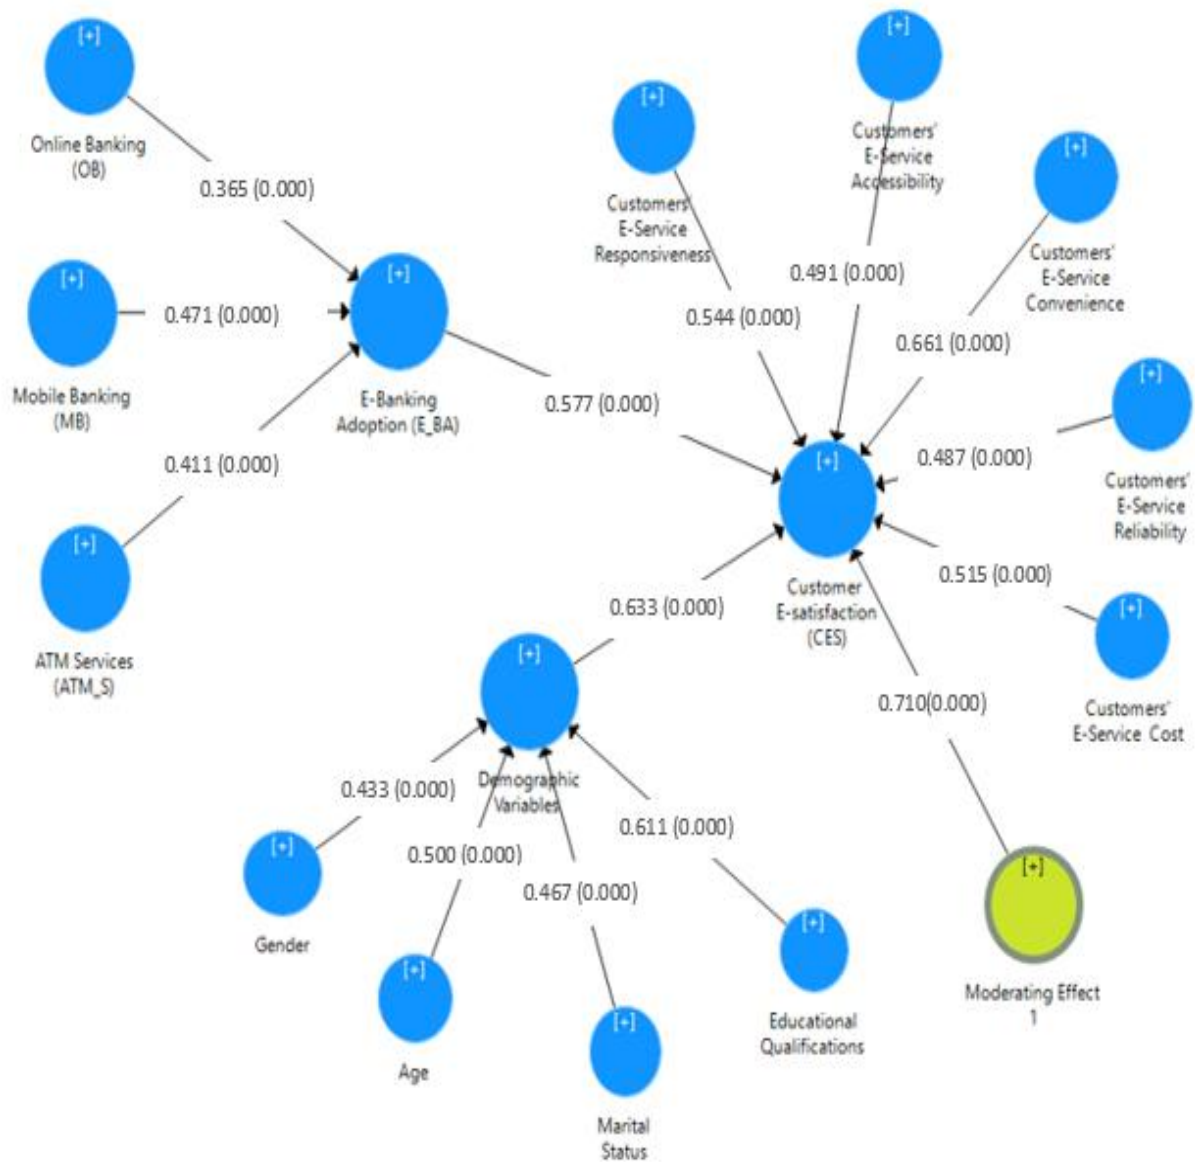 [+]
Online Banking
(OB)
0.365 (0.000)
[+]
Mobile Banking
(MB)
0.471 (0.000)
[+]
ATM Services
(ATM_S)
0.411 (0.000)
[+]
E-Banking
Adoption (E_BA)
0.577 (0.000)
[+]
Customers'
E-Service
Responsiveness
0.544 (0.000)
[+]
Customers'
E-Service
Accessibility
0.491 (0.000)
[+]
Customers'
E-Service
Convenience
0.661 (0.000)
[+]
Customers'
E-Service
Reliability
0.487 (0.000)
[+]
Customers'
E-Service Cost
0.515 (0.000)
[+]
Customer
E-satisfaction
(CES)
0.633 (0.000)
[+]
Demographic
Variables
0.710(0.000)
[+]
Moderating Effect
1
0.433 (0.000)
[+]
Gender
0.500 (0.000)
[+]
Age
0.467 (0.000)
[+]
Marital
Status
0.611 (0.000)
[+]
Educational
Qualifications